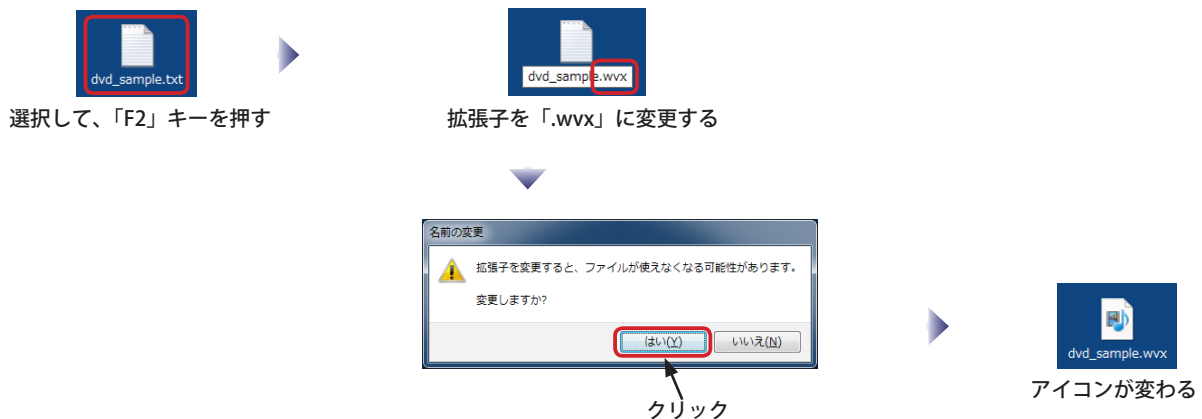 dvd_sample.txt
選択して、「F2」キーを押す
dvd_sample.wvx
拡張子を「.wvx」に変更する
名前の変更
拡張子を変更すると、ファイルが使えなくなる可能性があります。
変更しますか?
はい(Y)
いいえ(N)
クリック
dvd_sample.wvx
アイコンが変わる